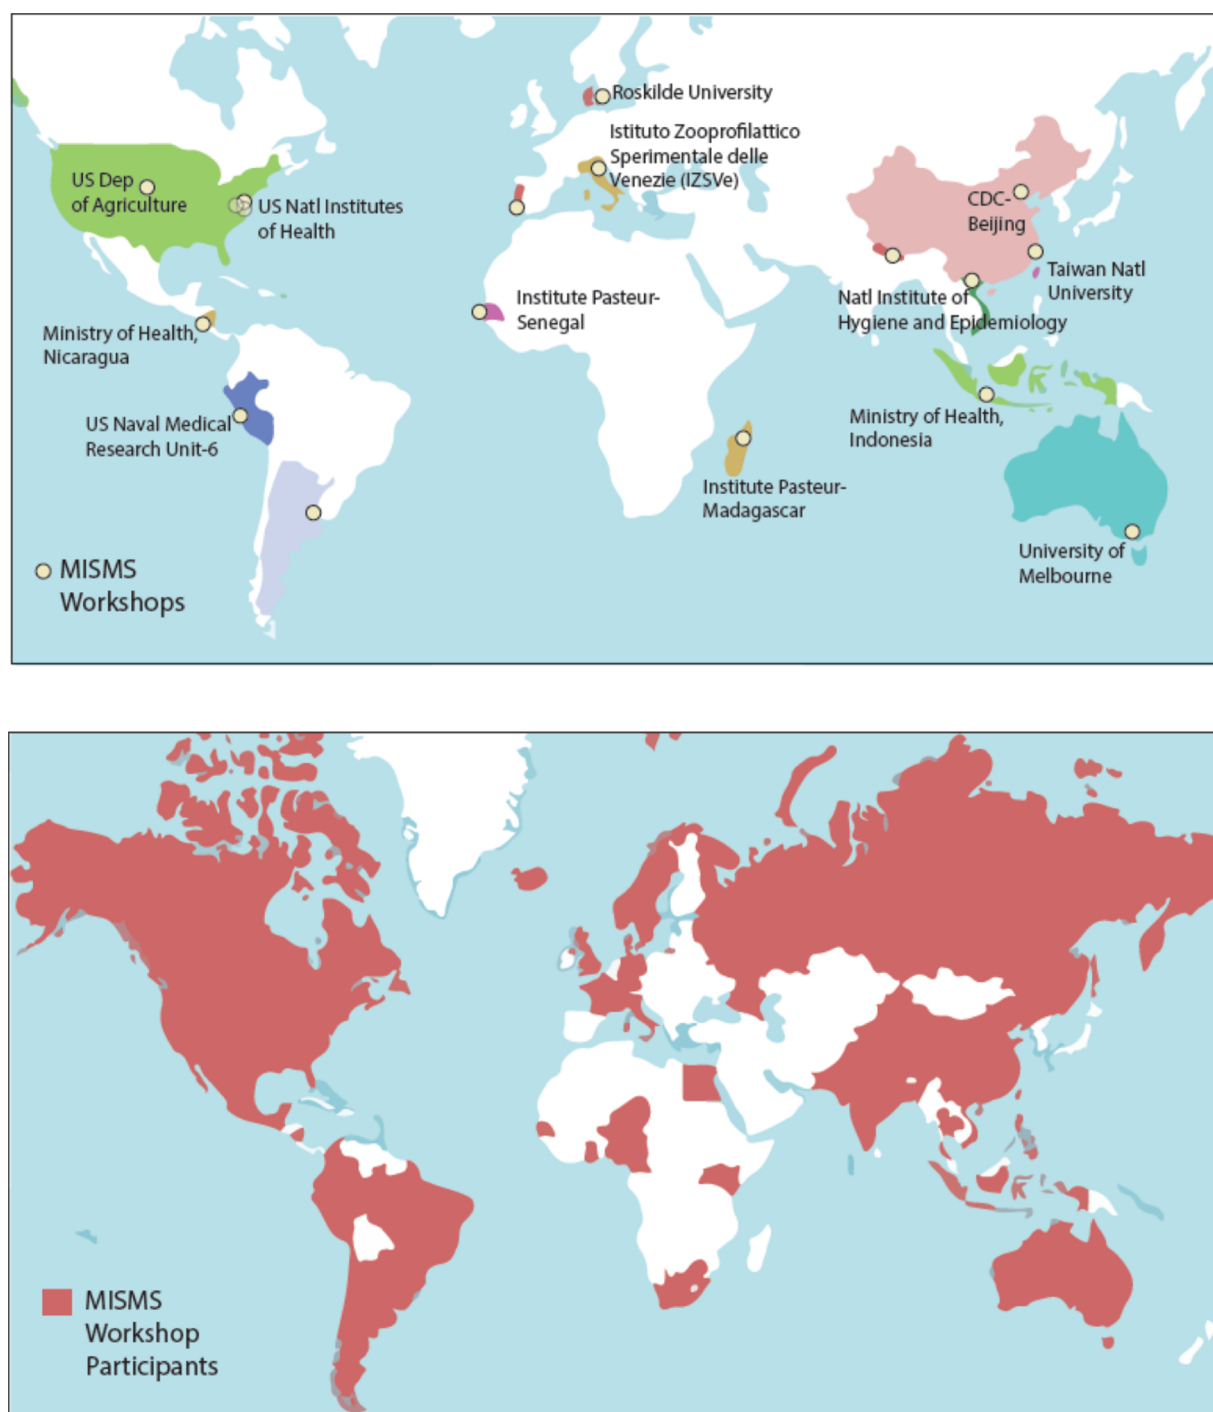 Roskilde University
Istituto Zooprofilattico
Sperimentale delle
Venezie (IZSVe)
US Dep
of Agriculture
US Natl Institutes
of Health
CDC-
Beijing
Taiwan Natl
University
Institute Pasteur-
Senegal
Natl Institute of
Hygiene and Epidemiology
Ministry of Health,
Nicaragua
US Naval Medical
Research Unit-6
Ministry of Health,
Indonesia
Institute Pasteur-
Madagascar
University of
Melbourne
MISMS
Workshops
MISMS
Workshop
Participants